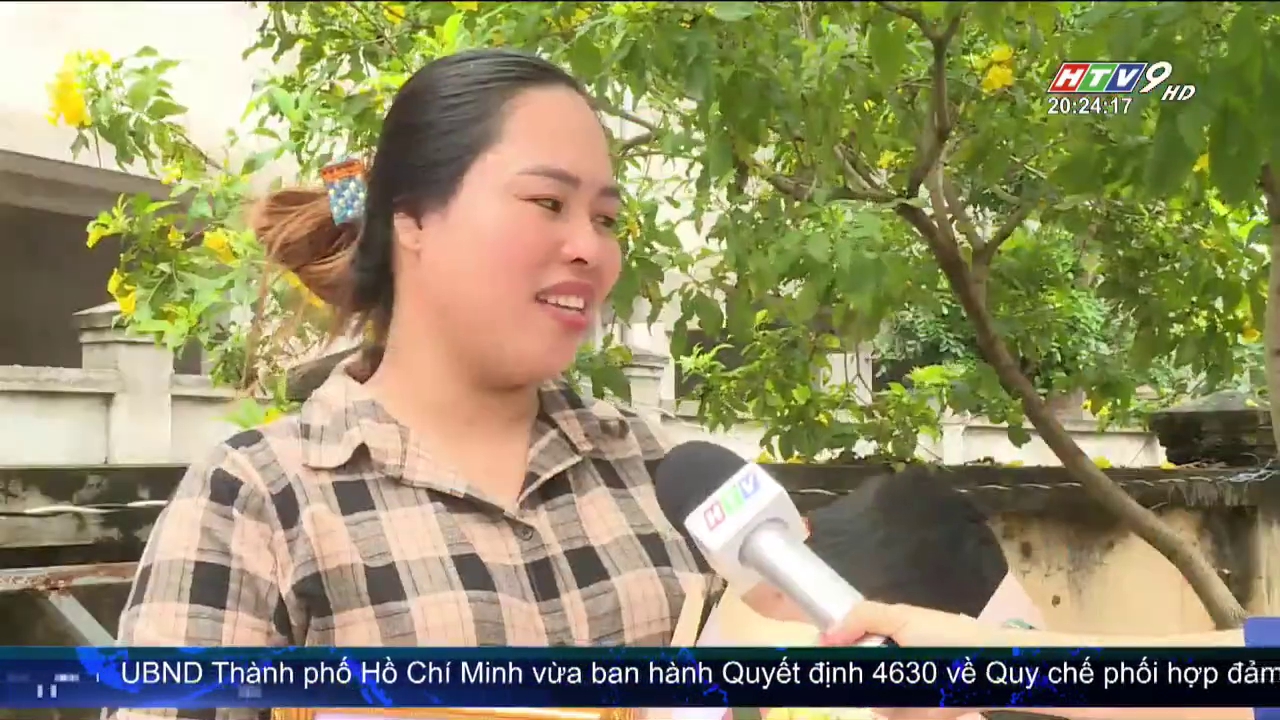 HTV9 HD
20:24:17
HTV
UBND Thành phố Hồ Chí Minh vừa ban hành Quyết định 4630 về Quy chế phối hợp đảm